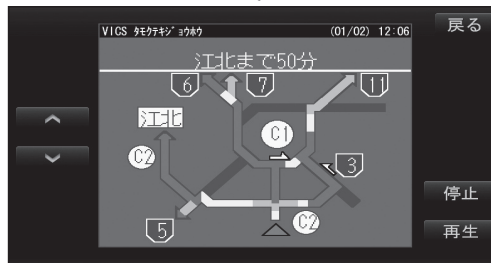 VICS ﾀﾓｸﾃｷｼﾞｮｳﾎｳ (01/02) 12:06
戻る
江北まで50分
6
7
11
江北
C1
C2
3
停止
5
C2
再生